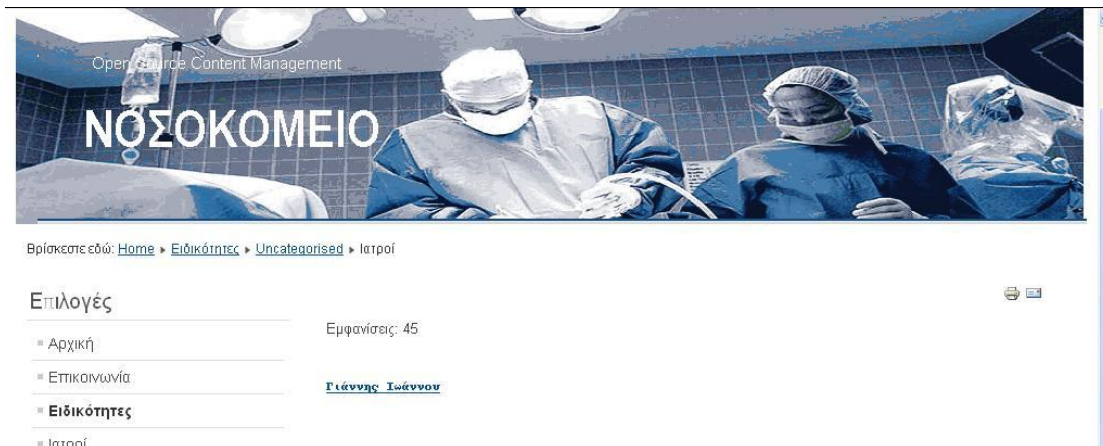 Open Source Content Management
ΝΟΣΟΚΟΜΕΙΟ
Βρίσκεστε εδώ: Home ▸ Ειδικότητες ▸ Uncategorised ▸ Ιατροί
Επιλογές
Αρχική
Επικοινωνία
Ειδικότητες
Ιατροί
Εμφανίσεις: 45
Γιάννης Ιωάννου